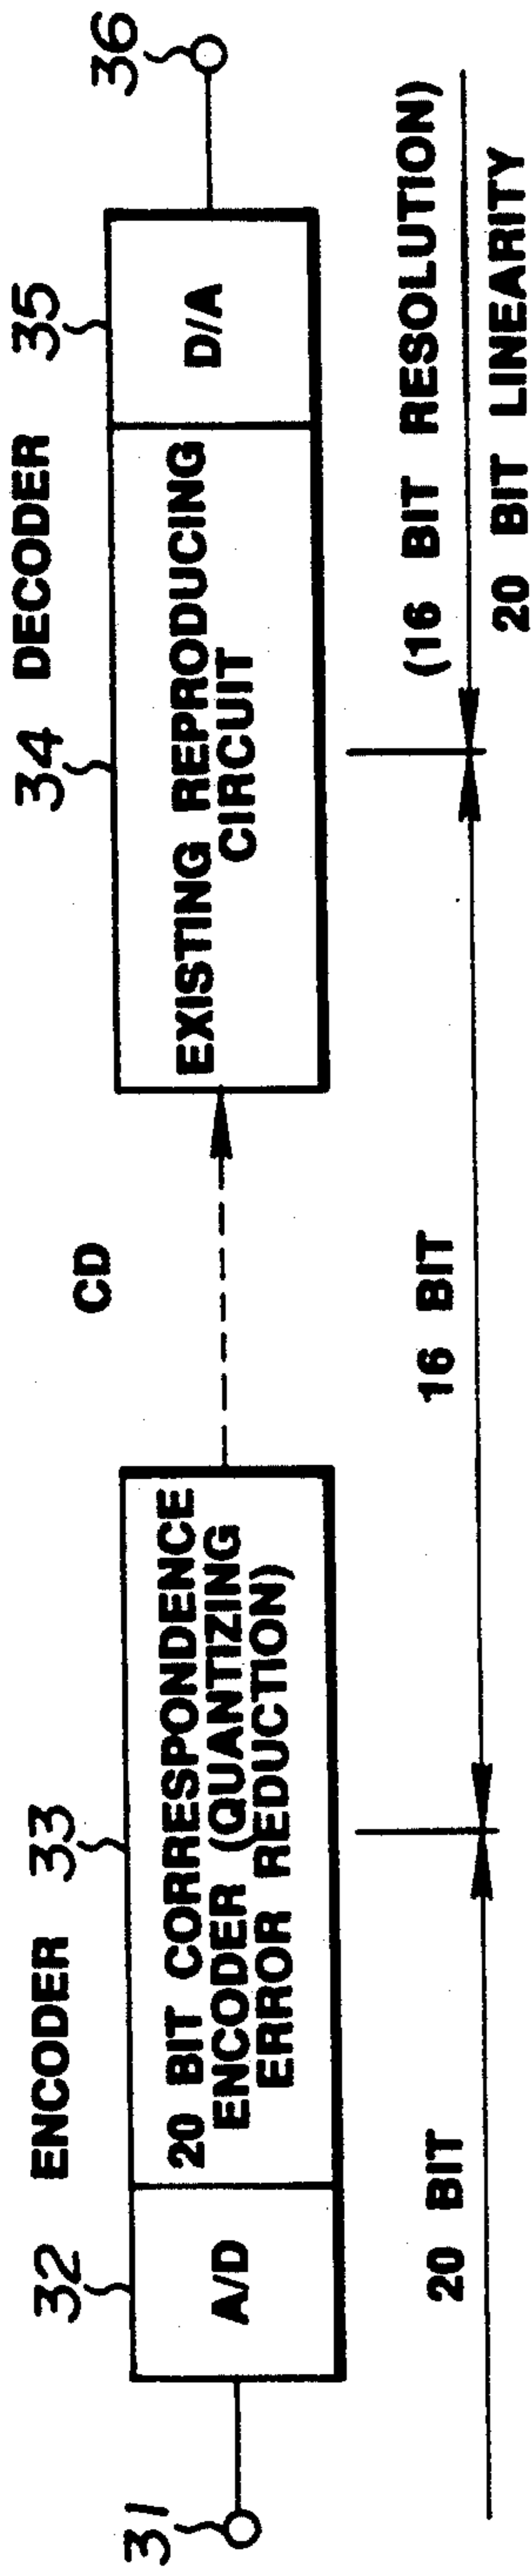 32 ENCODER 33
CD
34 DECODER 35
36
31
A/D
20 BIT CORRESPONDENCE
ENCODER (QUANTIZING
ERROR REDUCTION)
EXISTING REPRODUCING
CIRCUIT
D/A
20 BIT
16 BIT
(16 BIT RESOLUTION)
20 BIT LINEARITY